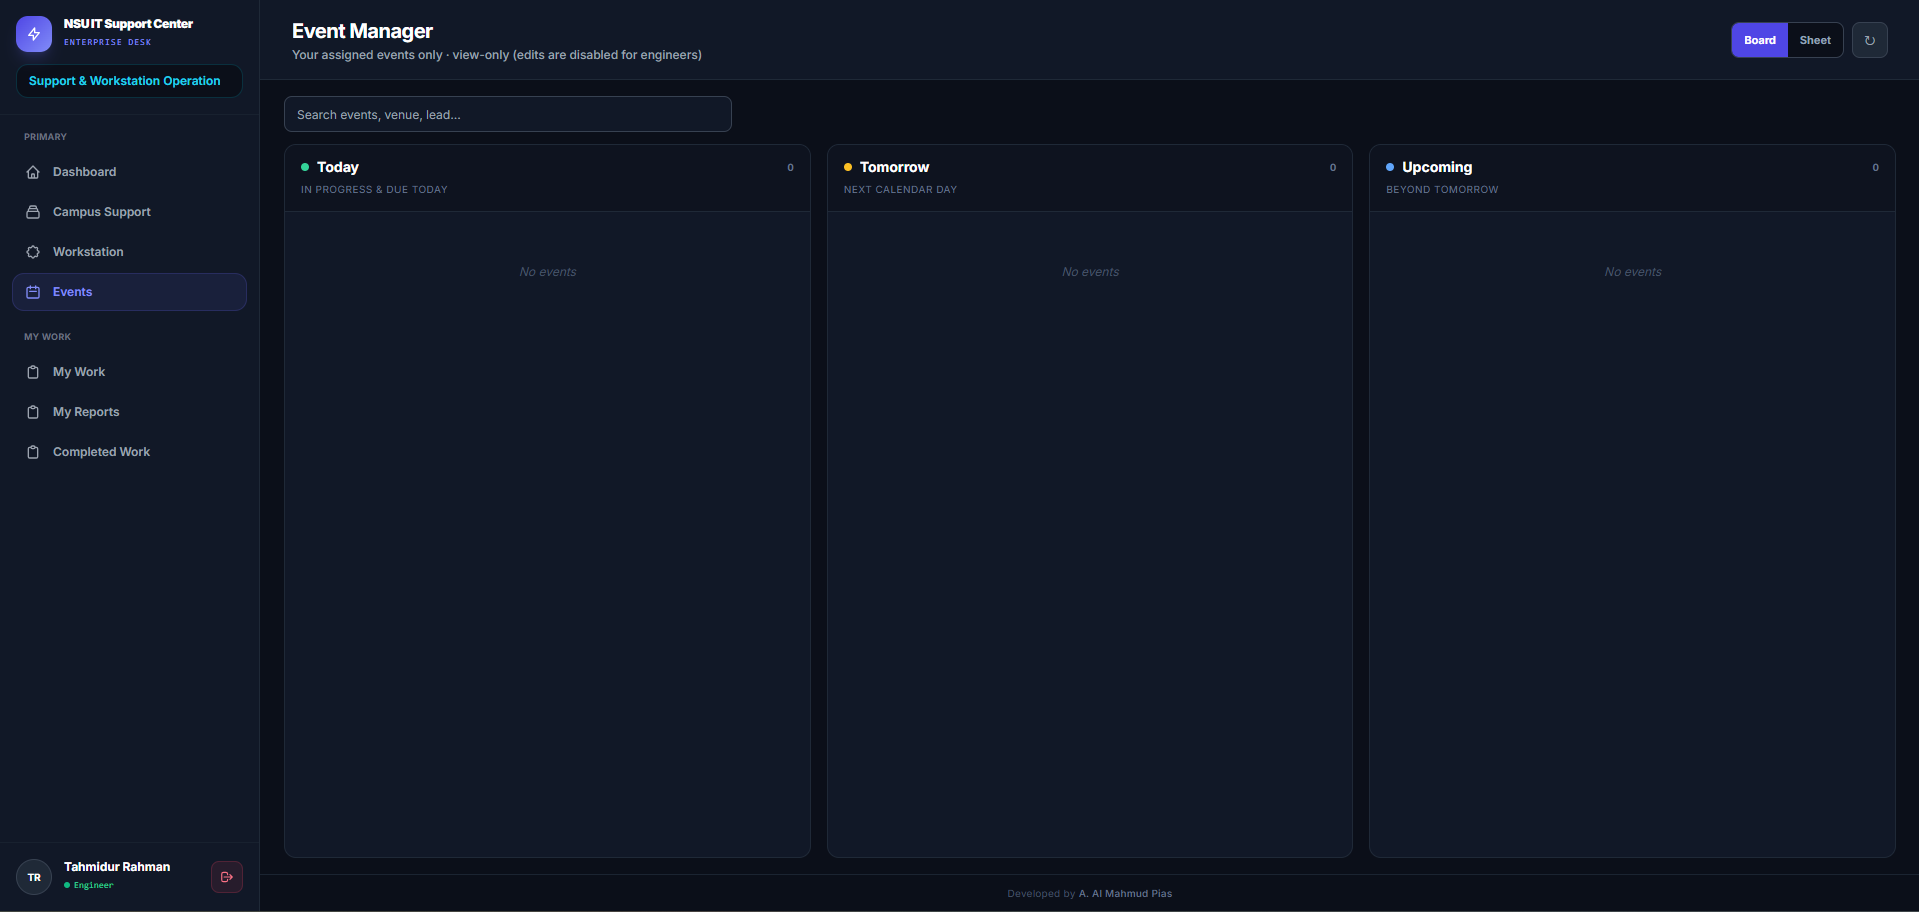 NSU IT Support Center
ENTERPRISE DESK
Support & Workstation Operation
PRIMARY
Dashboard
Campus Support
Workstation
Events
MY WORK
My Work
My Reports
Completed Work
TR
Tahmidur Rahman
Engineer
Event Manager
Your assigned events only · view-only (edits are disabled for engineers)
Board
Sheet
Search events, venue, lead...
Today
0
IN PROGRESS & DUE TODAY
No events
Tomorrow
0
NEXT CALENDAR DAY
No events
Upcoming
0
BEYOND TOMORROW
No events
Developed by A. Al Mahmud Pias